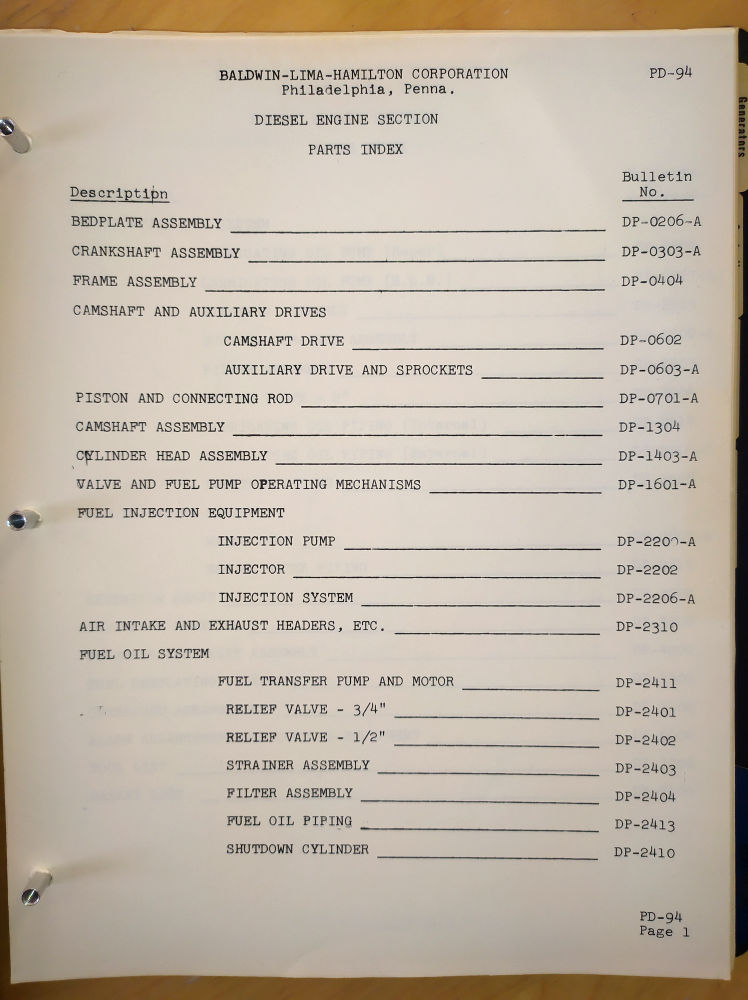 BALDWIN-LIMA-HAMILTON CORPORATION PD-94
Philadelphia, Penna.
DIESEL ENGINE SECTION
PARTS INDEX
Generators
Bulletin
Description No.
BEDPLATE ASSEMBLY DP-0206-A
CRANKSHAFT ASSEMBLY DP-0303-A
FRAME ASSEMBLY DP-0404
CAMSHAFT AND AUXILIARY DRIVES
CAMSHAFT DRIVE DP-0602
AUXILIARY DRIVE AND SPROCKETS DP-0603-A
PISTON AND CONNECTING ROD DP-0701-A
CAMSHAFT ASSEMBLY DP-1304
CYLINDER HEAD ASSEMBLY DP-1403-A
VALVE AND FUEL PUMP OPERATING MECHANISMS DP-1601-A
FUEL INJECTION EQUIPMENT
INJECTION PUMP DP-2200-A
INJECTOR DP-2202
INJECTION SYSTEM DP-2206-A
AIR INTAKE AND EXHAUST HEADERS, ETC. DP-2310
FUEL OIL SYSTEM
FUEL TRANSFER PUMP AND MOTOR DP-2411
RELIEF VALVE - 3/4" DP-2401
RELIEF VALVE - 1/2" DP-2402
STRAINER ASSEMBLY DP-2403
FILTER ASSEMBLY DP-2404
FUEL OIL PIPING DP-2413
SHUTDOWN CYLINDER DP-2410
PD-94
Page 1